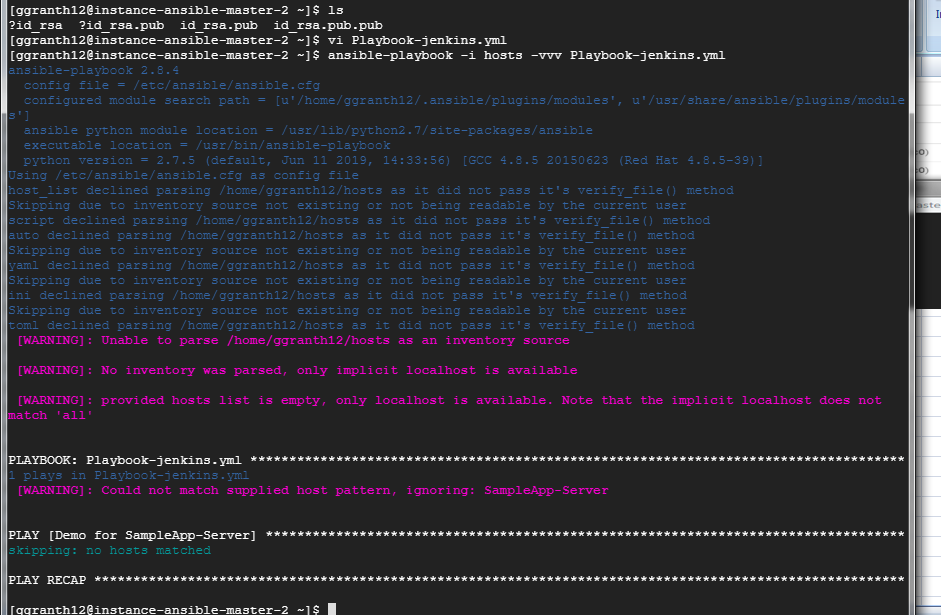 [ggranth12@instance-ansible-master-2 ~]$ ls
?id_rsa  ?id_rsa.pub  id_rsa.pub  id_rsa.pub.pub
[ggranth12@instance-ansible-master-2 ~]$ vi Playbook-jenkins.yml
[ggranth12@instance-ansible-master-2 ~]$ ansible-playbook -i hosts -vvv Playbook-jenkins.yml
ansible-playbook 2.8.4
  config file = /etc/ansible/ansible.cfg
  configured module search path = [u'/home/ggranth12/.ansible/plugins/modules', u'/usr/share/ansible/plugins/module
s']
  ansible python module location = /usr/lib/python2.7/site-packages/ansible
  executable location = /usr/bin/ansible-playbook
  python version = 2.7.5 (default, Jun 11 2019, 14:33:56) [GCC 4.8.5 20150623 (Red Hat 4.8.5-39)]
Using /etc/ansible/ansible.cfg as config file
host_list declined parsing /home/ggranth12/hosts as it did not pass it's verify_file() method
Skipping due to inventory source not existing or not being readable by the current user
script declined parsing /home/ggranth12/hosts as it did not pass it's verify_file() method
auto declined parsing /home/ggranth12/hosts as it did not pass it's verify_file() method
Skipping due to inventory source not existing or not being readable by the current user
yaml declined parsing /home/ggranth12/hosts as it did not pass it's verify_file() method
Skipping due to inventory source not existing or not being readable by the current user
ini declined parsing /home/ggranth12/hosts as it did not pass it's verify_file() method
Skipping due to inventory source not existing or not being readable by the current user
toml declined parsing /home/ggranth12/hosts as it did not pass it's verify_file() method
 [WARNING]: Unable to parse /home/ggranth12/hosts as an inventory source
 [WARNING]: No inventory was parsed, only implicit localhost is available
 [WARNING]: provided hosts list is empty, only localhost is available. Note that the implicit localhost does not
match 'all'
PLAYBOOK: Playbook-jenkins.yml ************************************************************************************
1 plays in Playbook-jenkins.yml
 [WARNING]: Could not match supplied host pattern, ignoring: SampleApp-Server
PLAY [Demo for SampleApp-Server] **********************************************************************************
skipping: no hosts matched
PLAY RECAP ********************************************************************************************************
[ggranth12@instance-ansible-master-2 ~]$